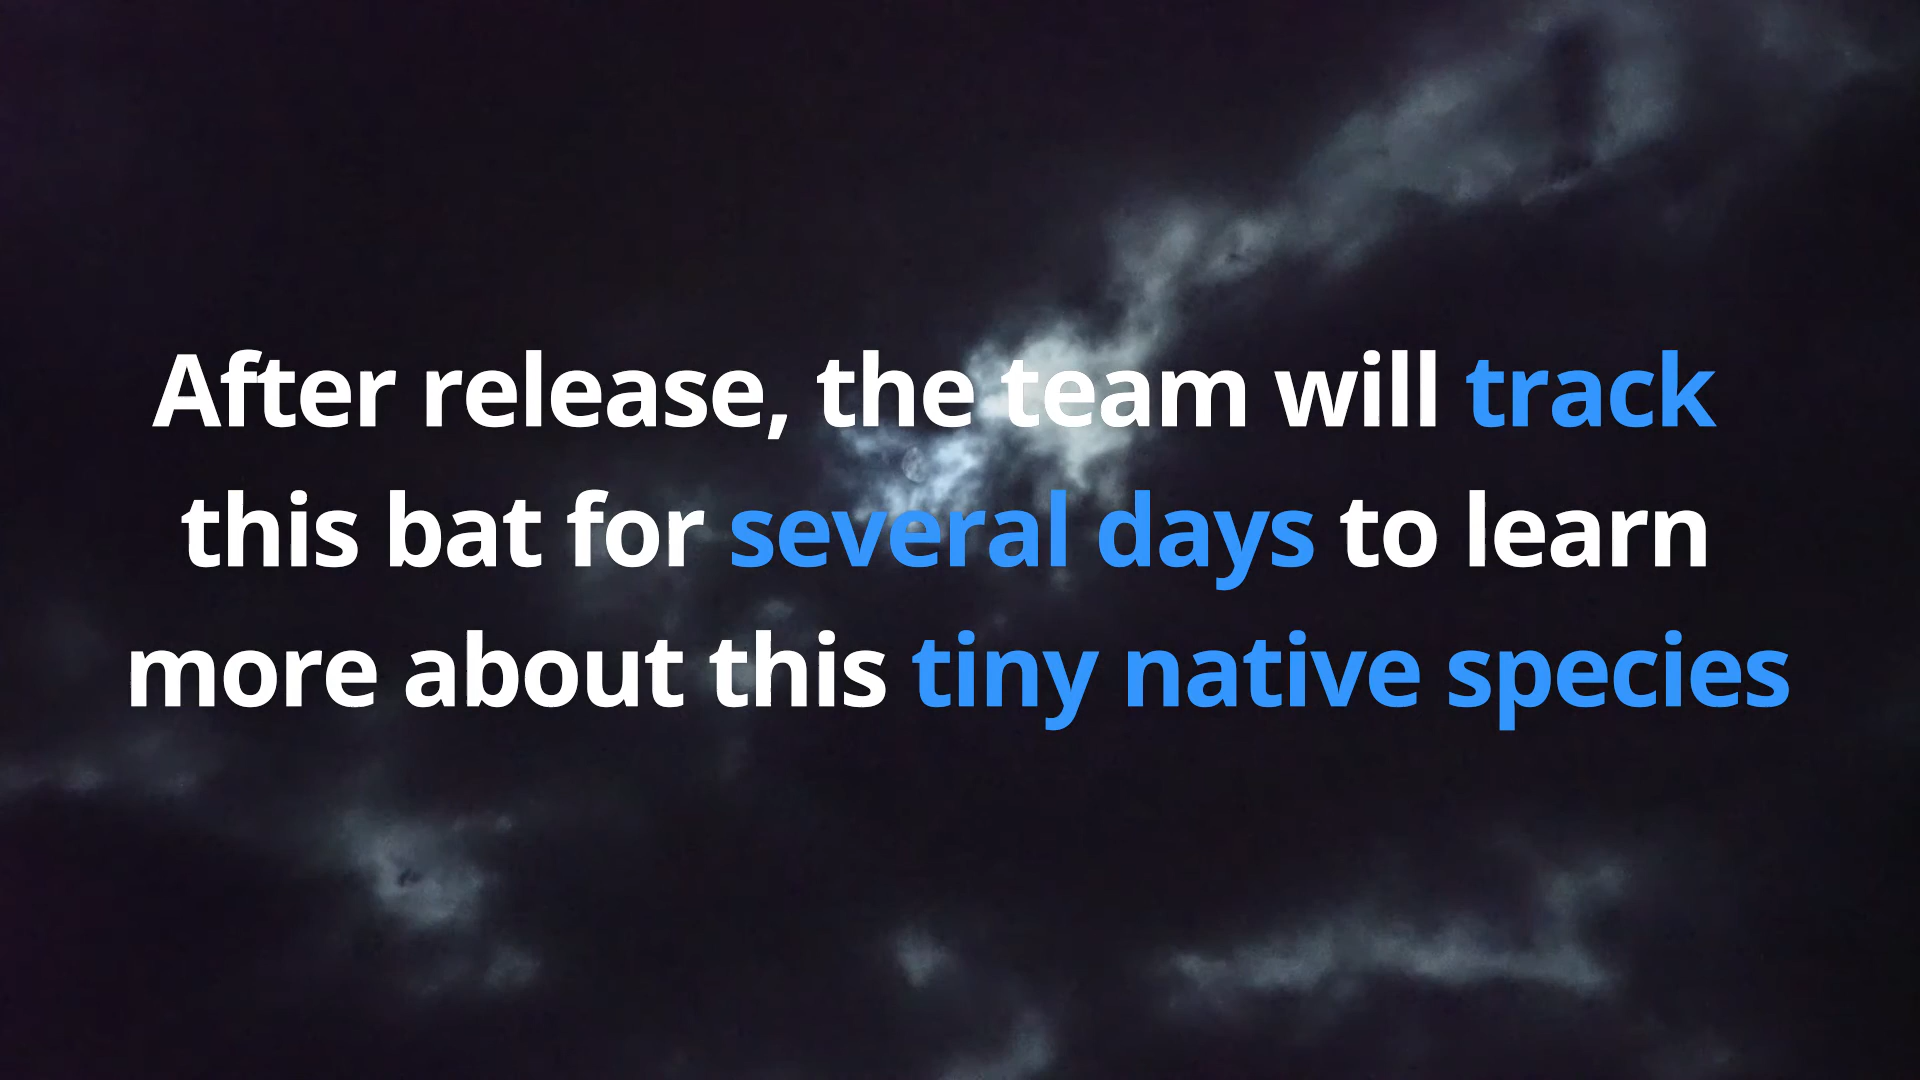 After release, the team will track
this bat for several days to learn
more about this tiny native species